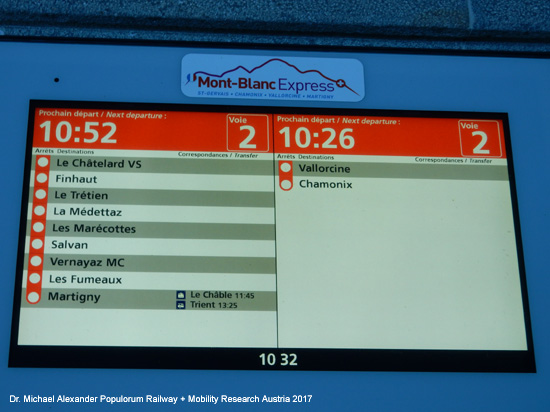 Mont-Blanc Express
ST-GERVAIS • CHAMONIX • VALLORCINE • MARTIGNY
Prochain départ / Next departure :
10:52
Voie
2
Arrêts Destinations
Correspondances / Transfer
Le Châtelard VS
Finhaut
Le Trétien
La Médettaz
Les Marécottes
Salvan
Vernayaz MC
Les Fumeaux
Martigny
Le Châble 11:45
Trient 13:25
Prochain départ / Next departure :
10:26
Voie
2
Arrêts Destinations
Correspondances / Transfer
Vallorcine
Chamonix
10 32
Dr. Michael Alexander Populorum Railway + Mobility Research Austria 2017